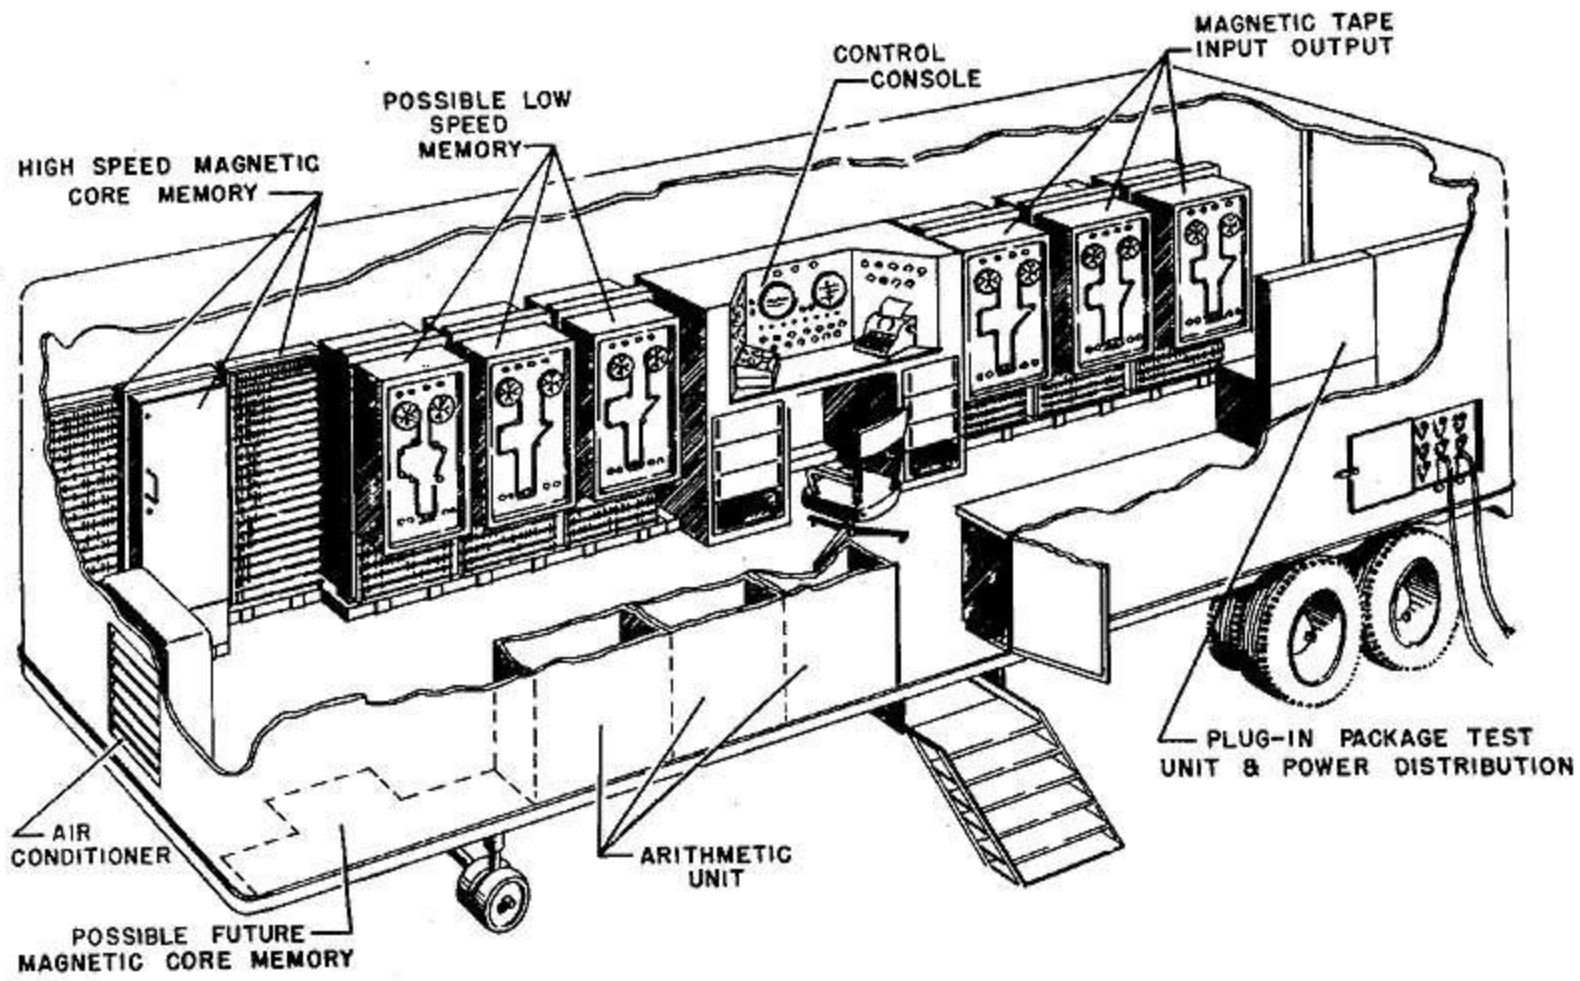 MAGNETIC TAPE
INPUT OUTPUT
CONTROL
CONSOLE
POSSIBLE LOW
SPEED
MEMORY
HIGH SPEED MAGNETIC
CORE MEMORY
PLUG-IN PACKAGE TEST
UNIT & POWER DISTRIBUTION
AIR
CONDITIONER
ARITHMETIC
UNIT
POSSIBLE FUTURE
MAGNETIC CORE MEMORY